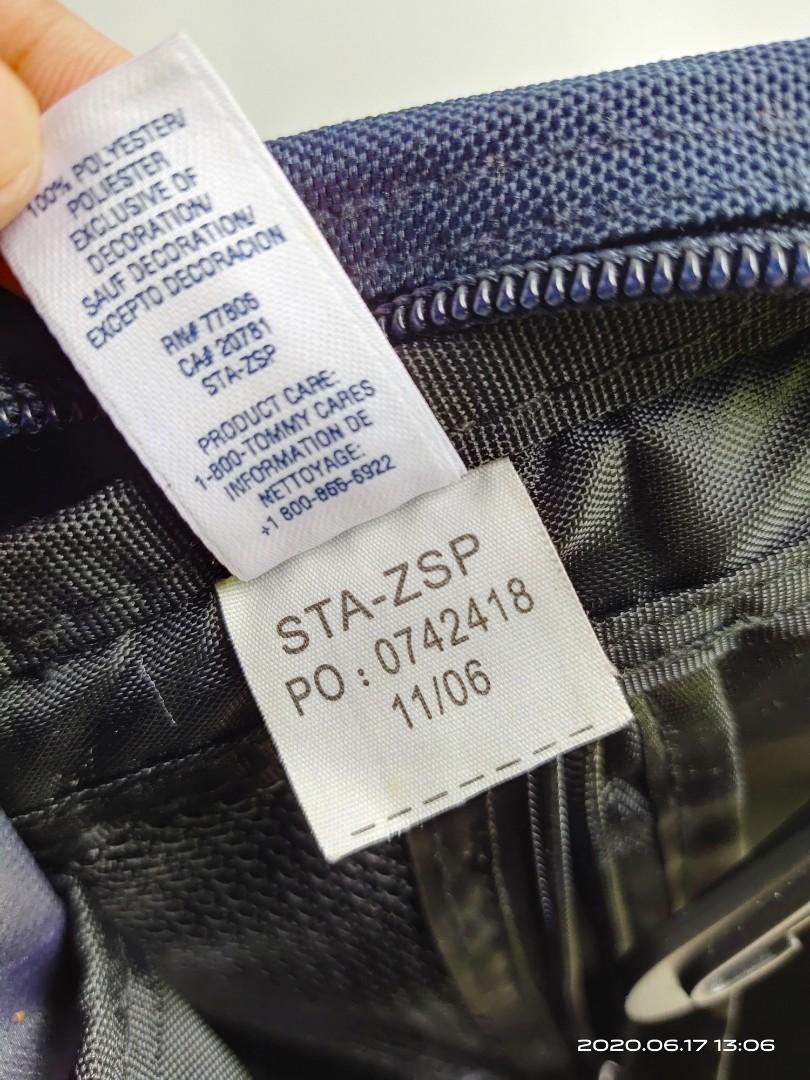 100% POLYESTER/
POLIESTER
EXCLUSIVE OF
DECORATION/
SAUF DECORATION/
EXCEPTO DECORACION
RN# 77806
CA# 20781
STA-ZSP
PRODUCT CARE:
1-800-TOMMY CARES
INFORMATION DE
NETTOYAGE:
+1 800-866-6922
STA-ZSP
PO : 0742418
11/06
2020.06.17 13:06